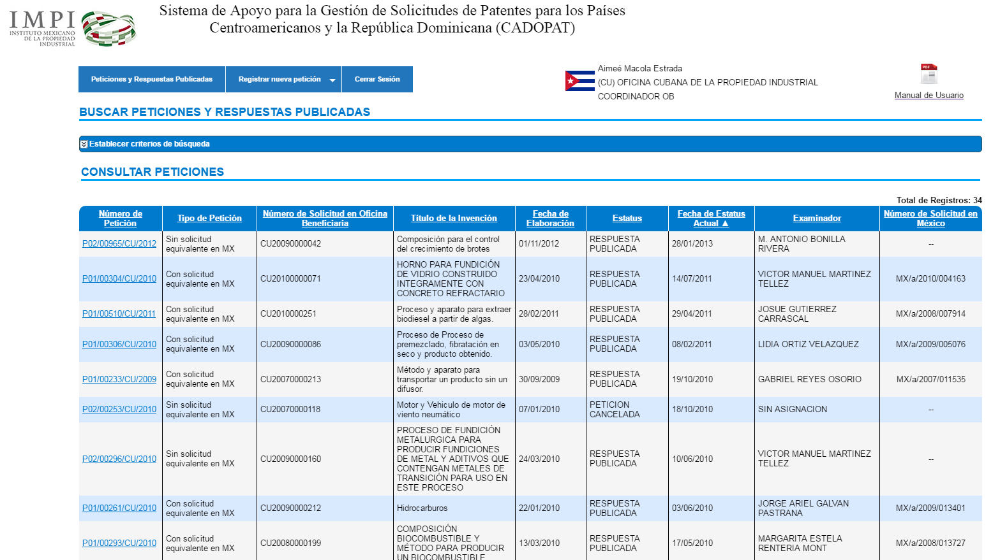 IMPI
INSTITUTO MEXICANO
DE LA PROPIEDAD
INDUSTRIAL
Sistema de Apoyo para la Gestión de Solicitudes de Patentes para los Países
Centroamericanos y la República Dominicana (CADOPAT)
Peticiones y Respuestas Publicadas
Registrar nueva petición
Cerrar Sesión
Aimeé Macola Estrada
(CU) OFICINA CUBANA DE LA PROPIEDAD INDUSTRIAL
COORDINADOR OB
PDF
Manual de Usuario
BUSCAR PETICIONES Y RESPUESTAS PUBLICADAS
Establecer criterios de búsqueda
CONSULTAR PETICIONES
Total de Registros: 34
Número de
Petición
Tipo de Petición
Número de Solicitud en Oficina
Beneficiaria
Título de la Invención
Fecha de
Elaboración
Estatus
Fecha de Estatus
Actual ▲
Examinador
Número de Solicitud en
México
P02/00965/CU/2012
Sin solicitud
equivalente en MX
CU20090000042
Composición para el control
del crecimiento de brotes
01/11/2012
RESPUESTA
PUBLICADA
28/01/2013
M. ANTONIO BONILLA
RIVERA
--
P01/00304/CU/2010
Con solicitud
equivalente en MX
CU20100000071
HORNO PARA FUNDICIÓN
DE VIDRIO CONSTRUIDO
INTEGRAMENTE CON
CONCRETO REFRACTARIO
23/04/2010
RESPUESTA
PUBLICADA
14/07/2011
VICTOR MANUEL MARTINEZ
TELLEZ
MX/a/2010/004163
P01/00510/CU/2011
Con solicitud
equivalente en MX
CU2010000251
Proceso y aparato para extraer
biodiesel a partir de algas.
28/02/2011
RESPUESTA
PUBLICADA
29/04/2011
JOSUE GUTIERREZ
CARRASCAL
MX/a/2008/007914
P01/00306/CU/2010
Con solicitud
equivalente en MX
CU20090000086
Proceso de Proceso de
premezclado, fibratación en
seco y producto obtenido.
03/05/2010
RESPUESTA
PUBLICADA
08/02/2011
LIDIA ORTIZ VELAZQUEZ
MX/a/2009/005076
P01/00233/CU/2009
Con solicitud
equivalente en MX
CU20070000213
Método y aparato para
transportar un producto sin un
difusor.
30/09/2009
RESPUESTA
PUBLICADA
19/10/2010
GABRIEL REYES OSORIO
MX/a/2007/011535
P02/00253/CU/2010
Sin solicitud
equivalente en MX
CU20070000118
Motor y Vehiculo de motor de
viento neumático
07/01/2010
PETICION
CANCELADA
18/10/2010
SIN ASIGNACION
--
P02/00296/CU/2010
Sin solicitud
equivalente en MX
CU20090000160
PROCESO DE FUNDICIÓN
METALURGICA PARA
PRODUCIR FUNDICIONES
DE METAL Y ADITIVOS QUE
CONTENGAN METALES DE
TRANSICIÓN PARA USO EN
ESTE PROCESO
24/03/2010
RESPUESTA
PUBLICADA
10/06/2010
VICTOR MANUEL MARTINEZ
TELLEZ
--
P01/00261/CU/2010
Con solicitud
equivalente en MX
CU20090000212
Hidrocarburos
22/01/2010
RESPUESTA
PUBLICADA
03/06/2010
JORGE ARIEL GALVAN
PASTRANA
MX/a/2009/013401
P01/00293/CU/2010
Con solicitud
equivalente en MX
CU20080000199
COMPOSICIÓN
BIOCOMBUSTIBLE Y
MÉTODO PARA PRODUCIR
UN BIOCOMBUSTIBLE
13/03/2010
RESPUESTA
PUBLICADA
17/05/2010
MARGARITA ESTELA
RENTERIA MONT
MX/a/2008/013727